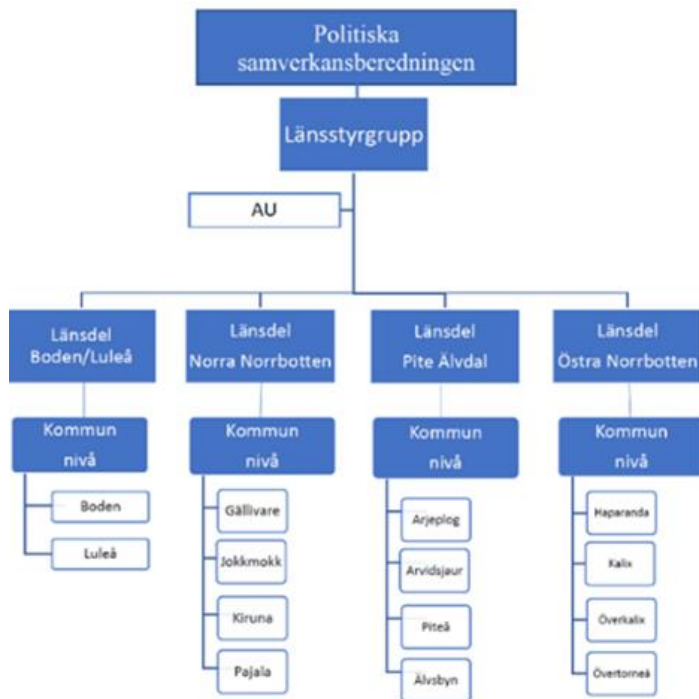 Politiska
samverkansberedningen
Länsstyrgrupp
AU
Länsdel
Boden/Luleå
Länsdel
Norra Norrbotten
Länsdel
Pite Älvdal
Länsdel
Östra Norrbotten
Kommun
nivå
Boden
Luleå
Kommun
nivå
Gällivare
Jokkmokk
Kiruna
Pajala
Kommun
nivå
Arjeplog
Arvidsjaur
Piteå
Älvsbyn
Kommun
nivå
Haparanda
Kalix
Överkalix
Övertorneå